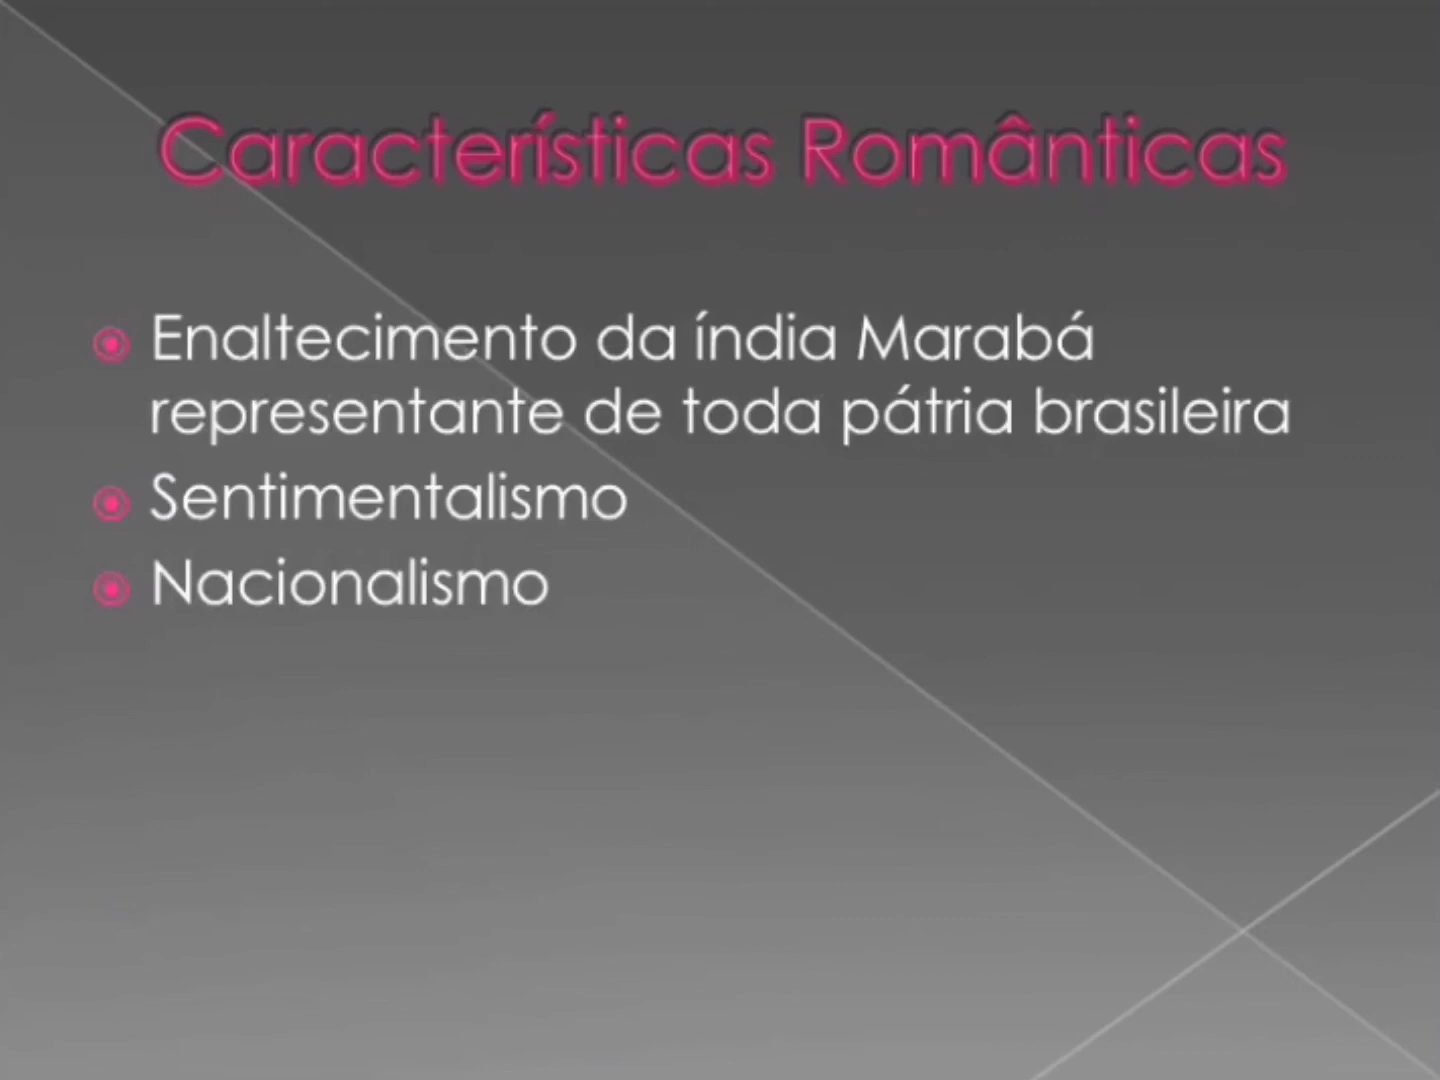 Características Românticas
Enaltecimento da índia Marabá
representante de toda pátria brasileira
Sentimentalismo
Nacionalismo